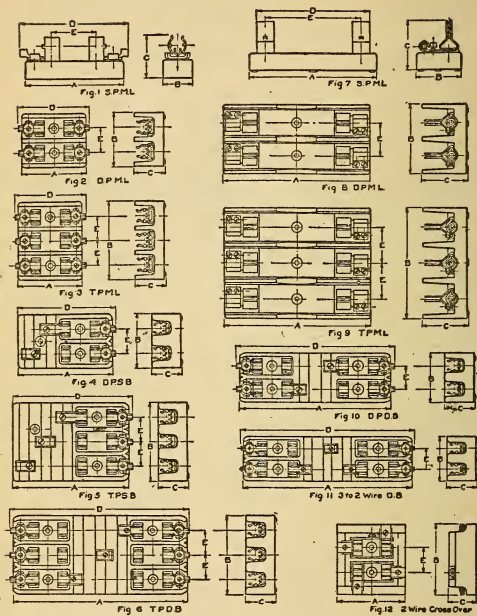 D
E
C
A
B
Fig.1 S.P.M.L
D
E
C
A
B
Fig 7 S.P.M.L
D
B
E
A
C
Fig 2 D.P.M.L
B
E
A
C
Fig 8 D.P.M.L
D
B
E
E
A
C
Fig 3 T.P.M.L
B
E
E
A
C
Fig 9 T.P.M.L
D
B
E
A
C
Fig 4 D.P.S.B
D
B
E
A
C
Fig 10 D.P.D.B
D
B
E
E
A
C
Fig 5 T.P.S.B
D
B
E
A
C
Fig 11 3 to 2 Wire D.B
D
B
E
E
A
C
Fig 6 T.P.D.B
B
E
A
C
Fig.12 2 Wire Cross Over